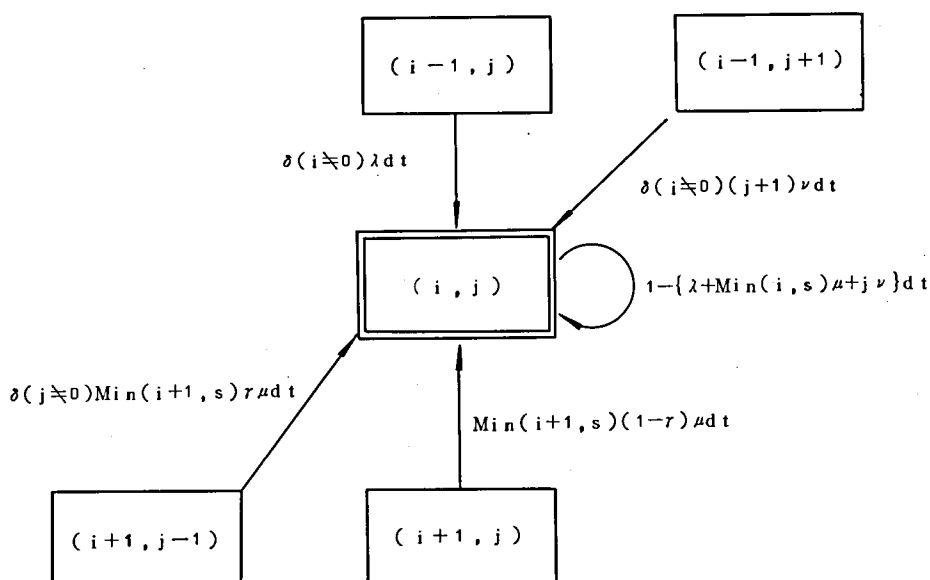 (i−1,j)
(i−1,j+1)
δ(i≒0)λdt
δ(i≒0)(j+1)νdt
(i,j)
1−{λ+Min(i,s)μ+jν}dt
δ(j≒0)Min(i+1,s)rμdt
Min(i+1,s)(1−r)μdt
(i+1,j−1)
(i+1,j)